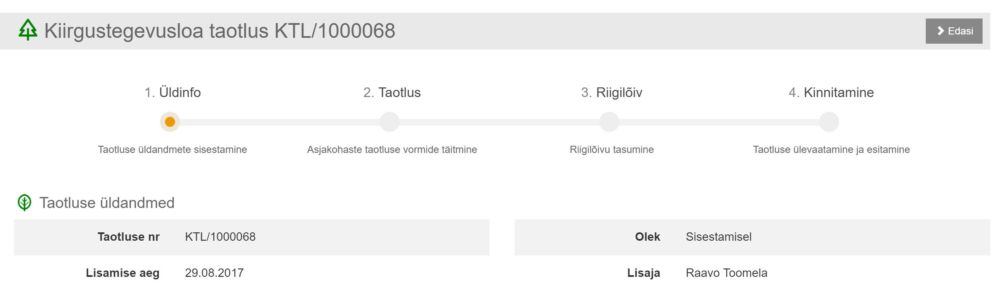 Kiirgustegevusloa taotlus KTL/1000068
Edasi
1. Üldinfo
2. Taotlus
3. Riigilõiv
4. Kinnitamine
Taotluse üldandmete sisestamine
Asjakohaste taotluse vormide täitmine
Riigilõivu tasumine
Taotluse ülevaatamine ja esitamine
Taotluse üldandmed
Taotluse nr KTL/1000068
Olek Sisestamisel
Lisamise aeg 29.08.2017
Lisaja Raavo Toomela